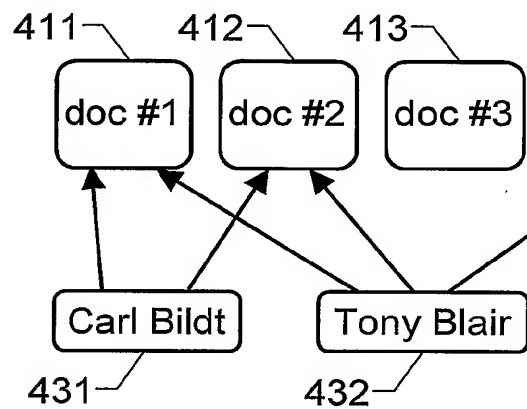 411 412 413
doc #1 doc #2 doc #3
Carl Bildt Tony Blair
431 432